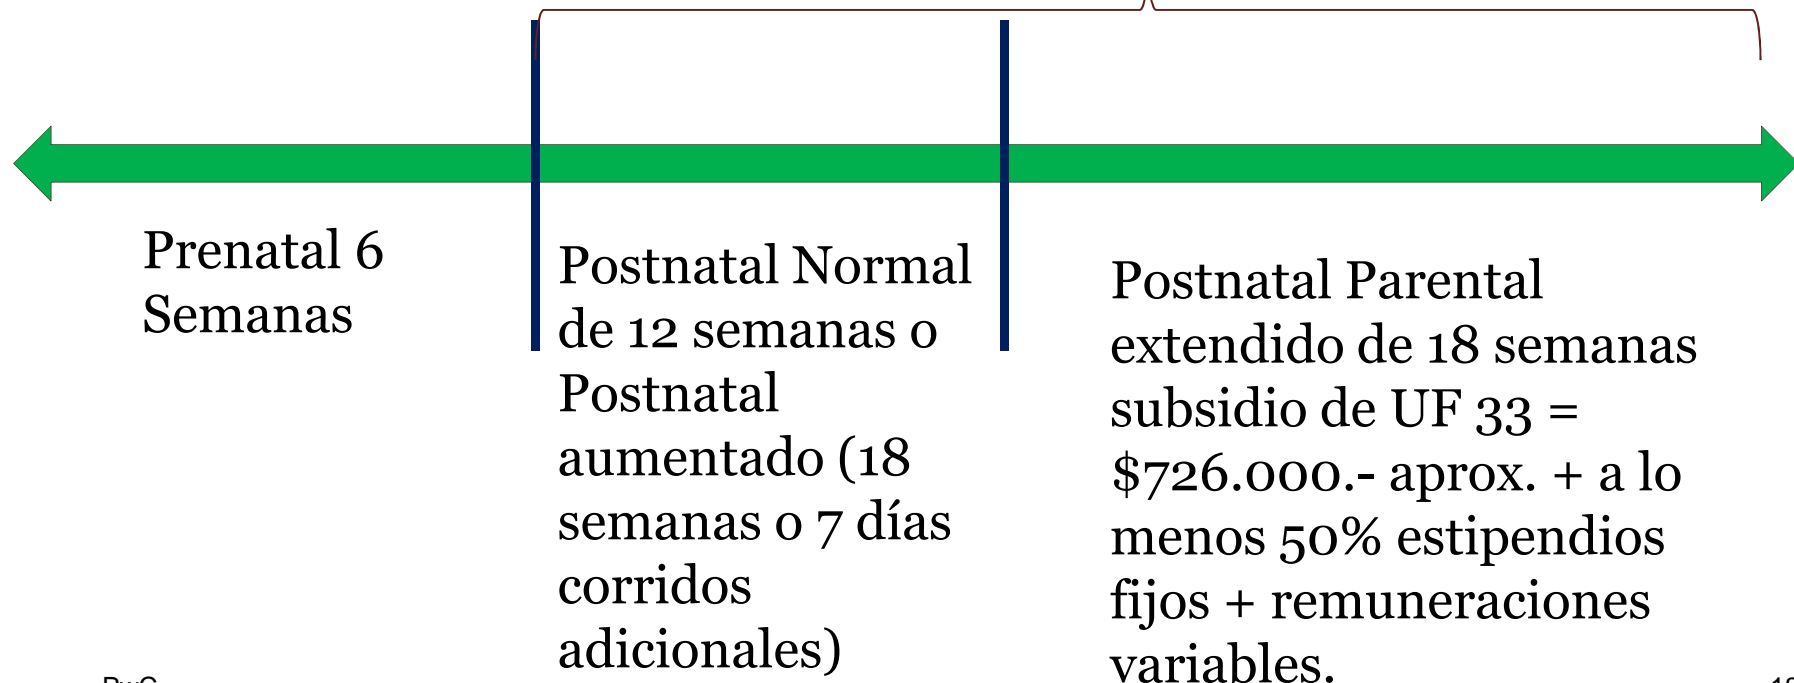 Prenatal 6
Semanas
Postnatal Normal
de 12 semanas o
Postnatal
aumentado (18
semanas o 7 días
corridos
adicionales)
Postnatal Parental
extendido de 18 semanas
subsidio de UF 33 =
$726.000.- aprox. + a lo
menos 50% estipendios
fijos + remuneraciones
variables.
PwC